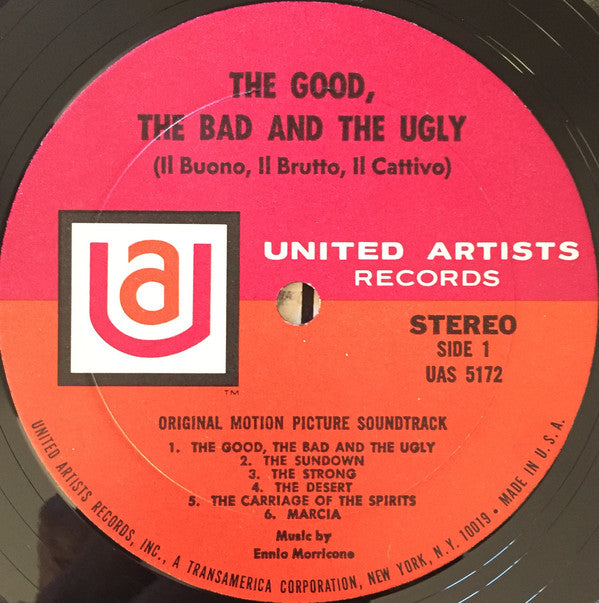 THE GOOD,
THE BAD AND THE UGLY
(Il Buono, Il Brutto, Il Cattivo)
ua
UNITED ARTISTS
RECORDS
TM
STEREO
SIDE 1
UAS 5172
ORIGINAL MOTION PICTURE SOUNDTRACK
1. THE GOOD, THE BAD AND THE UGLY
2. THE SUNDOWN
3. THE STRONG
4. THE DESERT
5. THE CARRIAGE OF THE SPIRITS
6. MARCIA
Music by
Ennio Morricone
UNITED ARTISTS RECORDS, INC., A TRANSAMERICA CORPORATION, NEW YORK, N.Y. 10019 • MADE IN U.S.A.